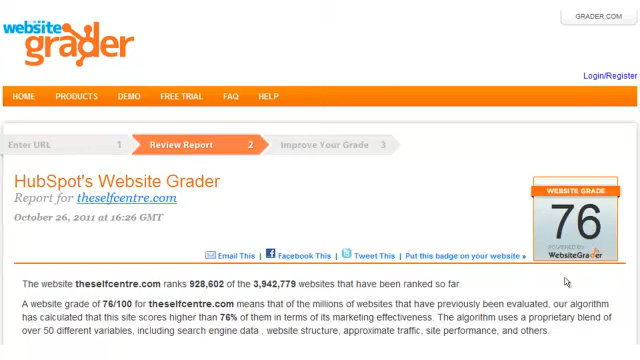 GRADER.COM
website
grader
Login/Register
HOME PRODUCTS DEMO FREE TRIAL FAQ HELP
Enter URL 1 Review Report 2 Improve Your Grade 3
HubSpot's Website Grader
Report for theselfcentre.com
October 26, 2011 at 16:26 GMT
WEBSITE GRADE
76
POWERED BY
WebsiteGrader
Email This | Facebook This | Tweet This | Put this badge on your website »
The website theselfcentre.com ranks 928,602 of the 3,942,779 websites that have been ranked so far.
A website grade of 76/100 for theselfcentre.com means that of the millions of websites that have previously been evaluated, our algorithm
has calculated that this site scores higher than 76% of them in terms of its marketing effectiveness. The algorithm uses a proprietary blend of
over 50 different variables, including search engine data , website structure, approximate traffic, site performance, and others.